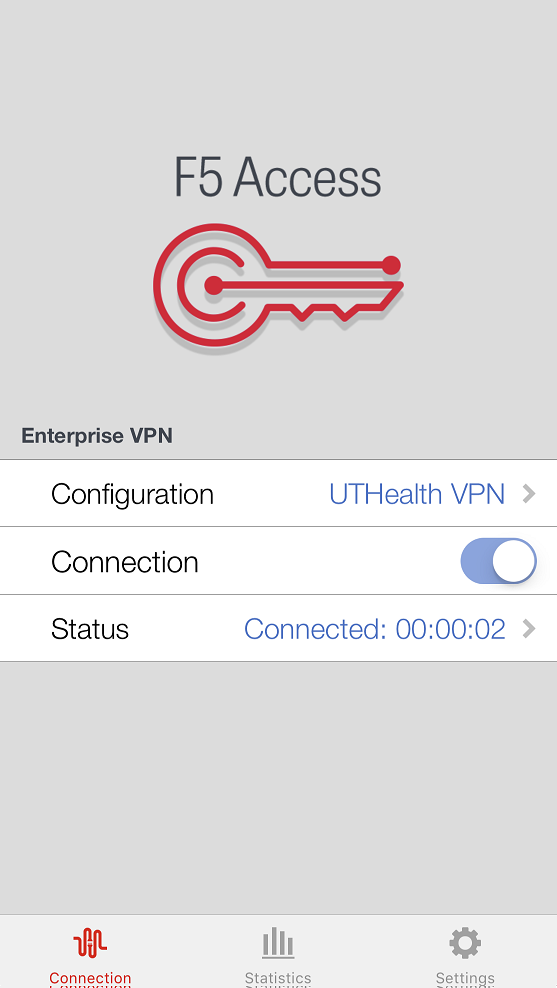 F5 Access
Enterprise VPN
Configuration UTHealth VPN
Connection
Status Connected: 00:00:02
Connection Statistics Settings